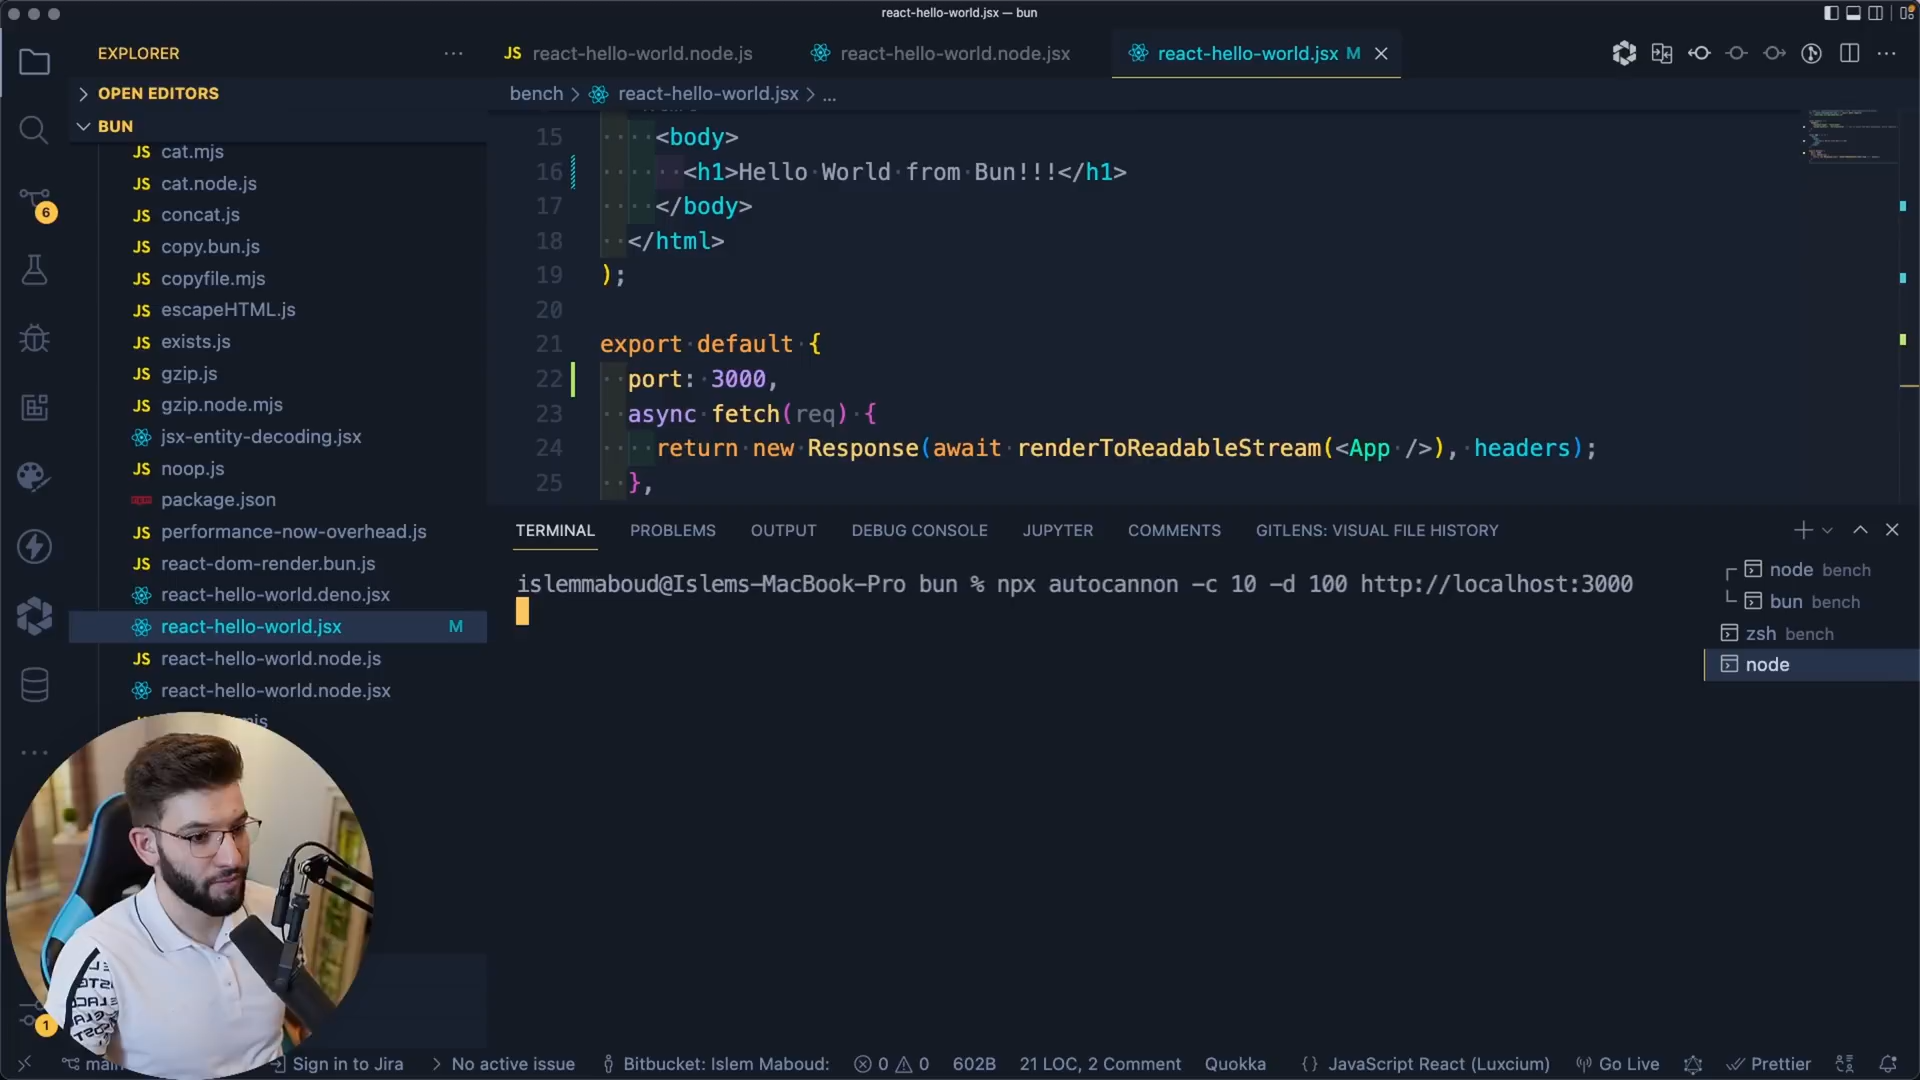 react-hello-world.jsx — bun
EXPLORER
OPEN EDITORS
BUN
JS cat.mjs
JS cat.node.js
JS concat.js
JS copy.bun.js
JS copyfile.mjs
JS escapeHTML.js
JS exists.js
JS gzip.js
JS gzip.node.mjs
jsx-entity-decoding.jsx
JS noop.js
package.json
JS performance-now-overhead.js
JS react-dom-render.bun.js
react-hello-world.deno.jsx
react-hello-world.jsx M
JS react-hello-world.node.js
react-hello-world.node.jsx
6
1
JS react-hello-world.node.js
react-hello-world.node.jsx
react-hello-world.jsx M
bench > react-hello-world.jsx > ...
15 <body>
16 <h1>Hello World from Bun!!!</h1>
17 </body>
18 </html>
19 );
20
21 export default {
22 port: 3000,
23 async fetch(req) {
24 return new Response(await renderToReadableStream(<App />), headers);
25 },
TERMINAL PROBLEMS OUTPUT DEBUG CONSOLE JUPYTER COMMENTS GITLENS: VISUAL FILE HISTORY
islemmaboud@Islems-MacBook-Pro bun % npx autocannon -c 10 -d 100 http://localhost:3000
node bench
bun bench
zsh bench
node
Sign in to Jira No active issue Bitbucket: Islem Maboud: 0 0 602B 21 LOC, 2 Comment Quokka {} JavaScript React (Luxcium) Go Live Prettier